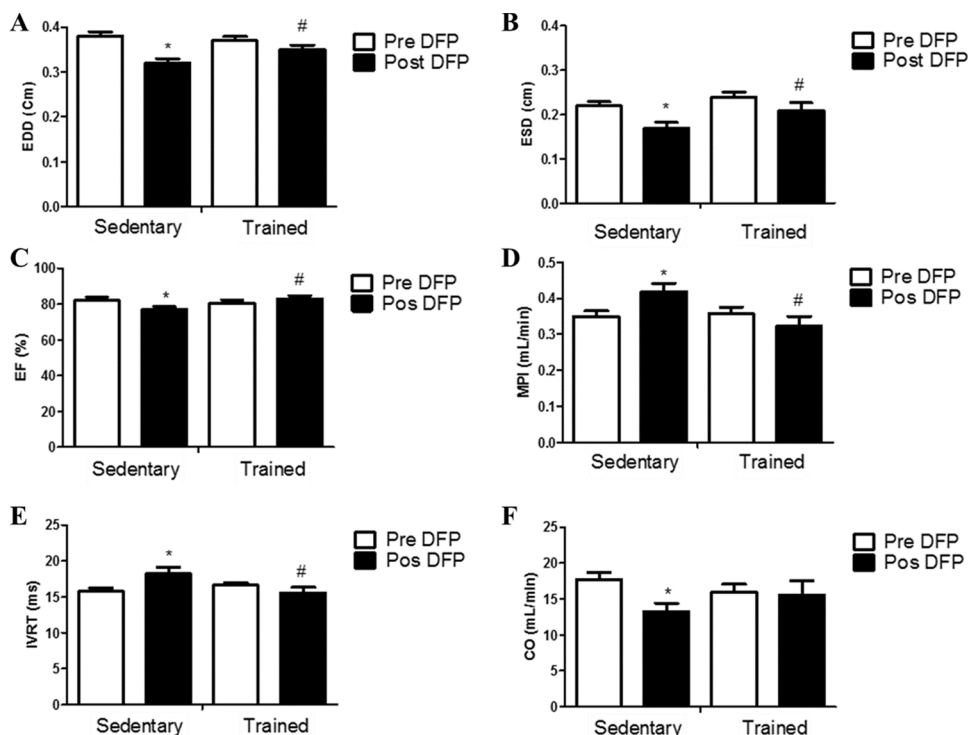 A
EDD (Cm)
0.4
0.3
0.2
0.1
0.0
*
#
Pre DFP
Post DFP
Sedentary
Trained
B
ESD (cm)
0.4
0.3
0.2
0.1
0.0
*
#
Pre DFP
Post DFP
Sedentary
Trained
C
EF (%)
100
80
60
40
20
0
*
#
Pre DFP
Pos DFP
Sedentary
Trained
D
MPI (mL/min)
0.5
0.4
0.3
0.2
0.1
0.0
*
#
Pre DFP
Pos DFP
Sedentary
Trained
E
IVRT (ms)
25
20
15
10
5
0
*
#
Pre DFP
Pos DFP
Sedentary
Trained
F
CO (mL/min)
25
20
15
10
5
0
*
Pre DFP
Pos DFP
Sedentary
Trained